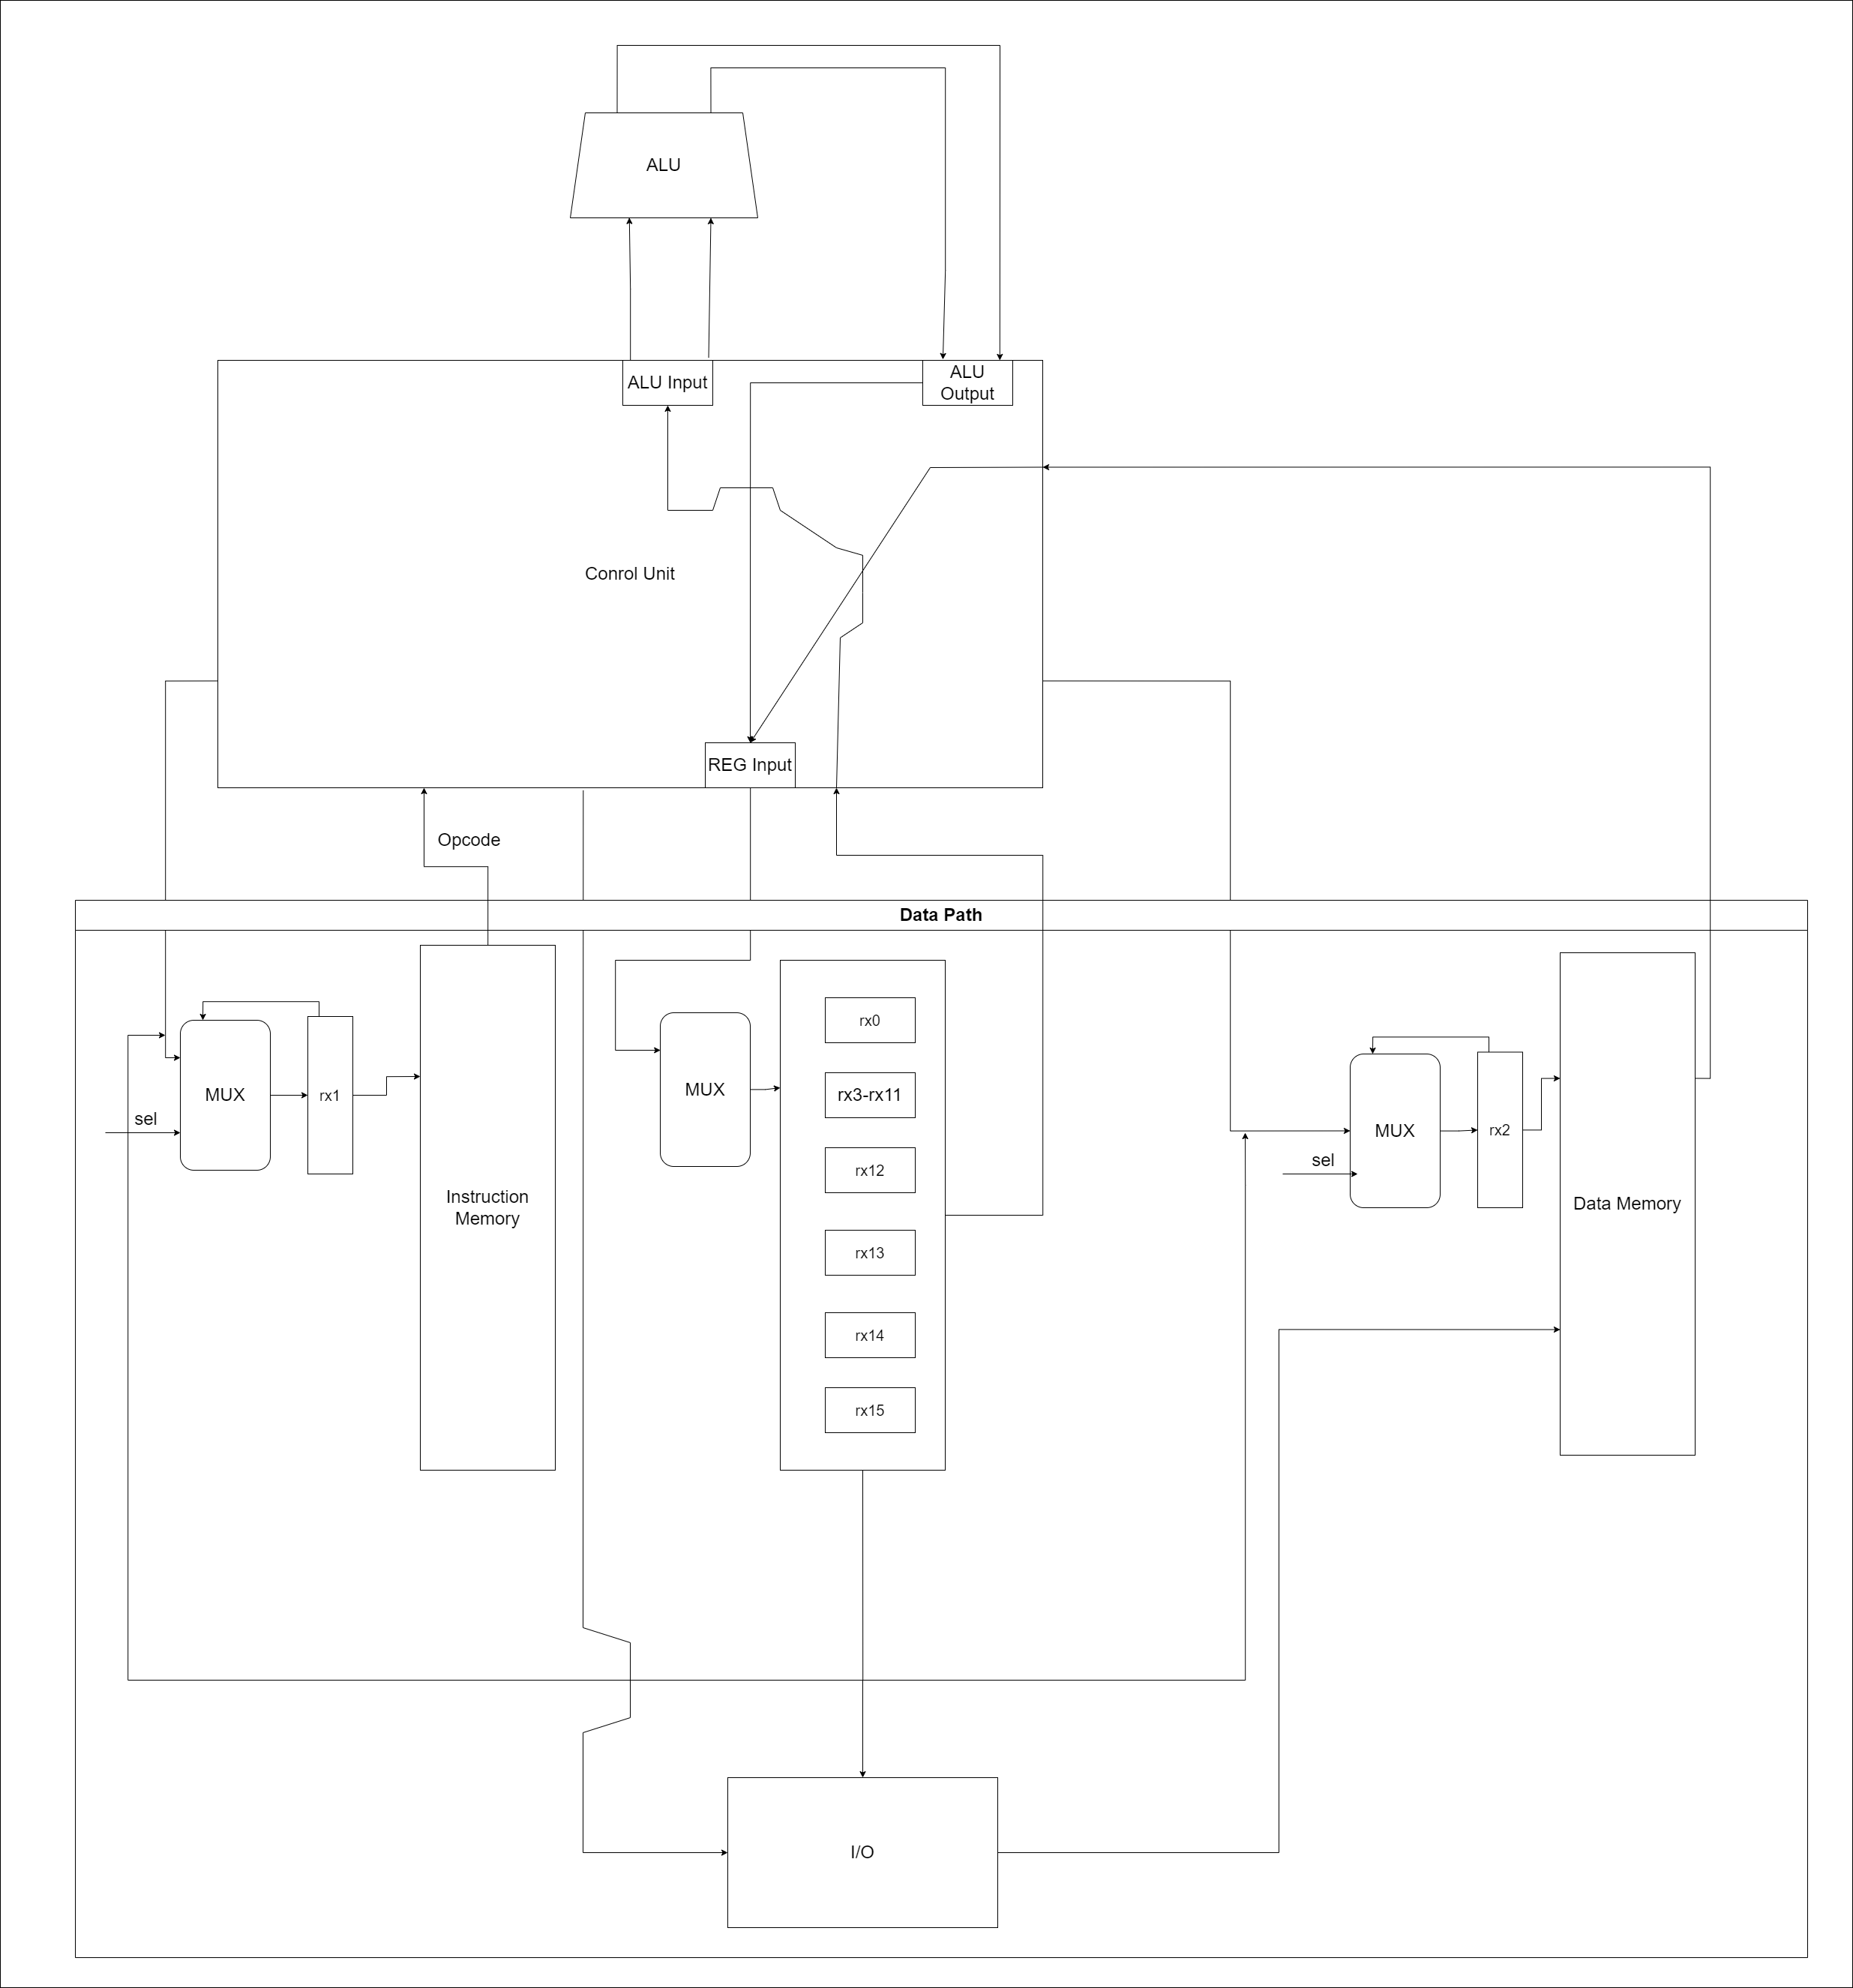 ALU
ALU Input
ALU
Output
Conrol Unit
REG Input
Opcode
Data Path
MUX
rx1
sel
Instruction
Memory
MUX
rx0
rx3-rx11
rx12
rx13
rx14
rx15
MUX
rx2
sel
Data Memory
I/O